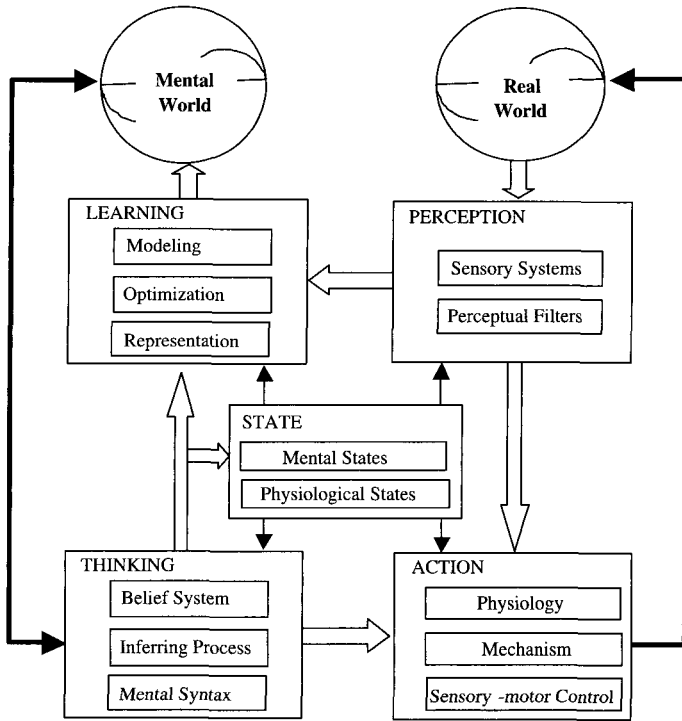 Mental
World
Real
World
LEARNING
Modeling
Optimization
Representation
PERCEPTION
Sensory Systems
Perceptual Filters
STATE
Mental States
Physiological States
THINKING
Belief System
Inferring Process
Mental Syntax
ACTION
Physiology
Mechanism
Sensory -motor Control